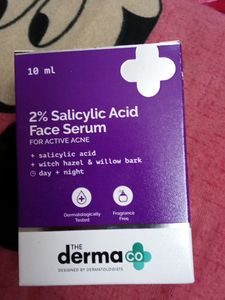 10 ml
2% Salicylic Acid
Face Serum
FOR ACTIVE ACNE
+ salicylic acid
+ witch hazel & willow bark
day + night
Dermatologically
Tested
Fragrance
Free
THE
derma co
DESIGNED BY DERMATOLOGISTS